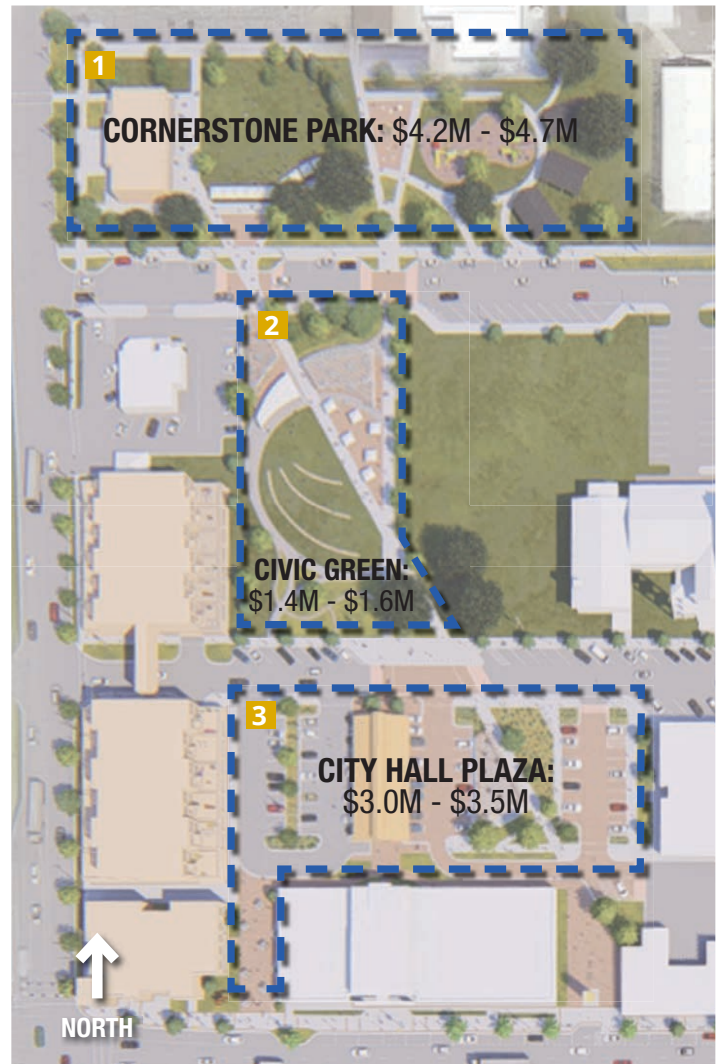 1
CORNERSTONE PARK: $4.2M - $4.7M
2
CIVIC GREEN:
$1.4M - $1.6M
3
CITY HALL PLAZA:
$3.0M - $3.5M
NORTH